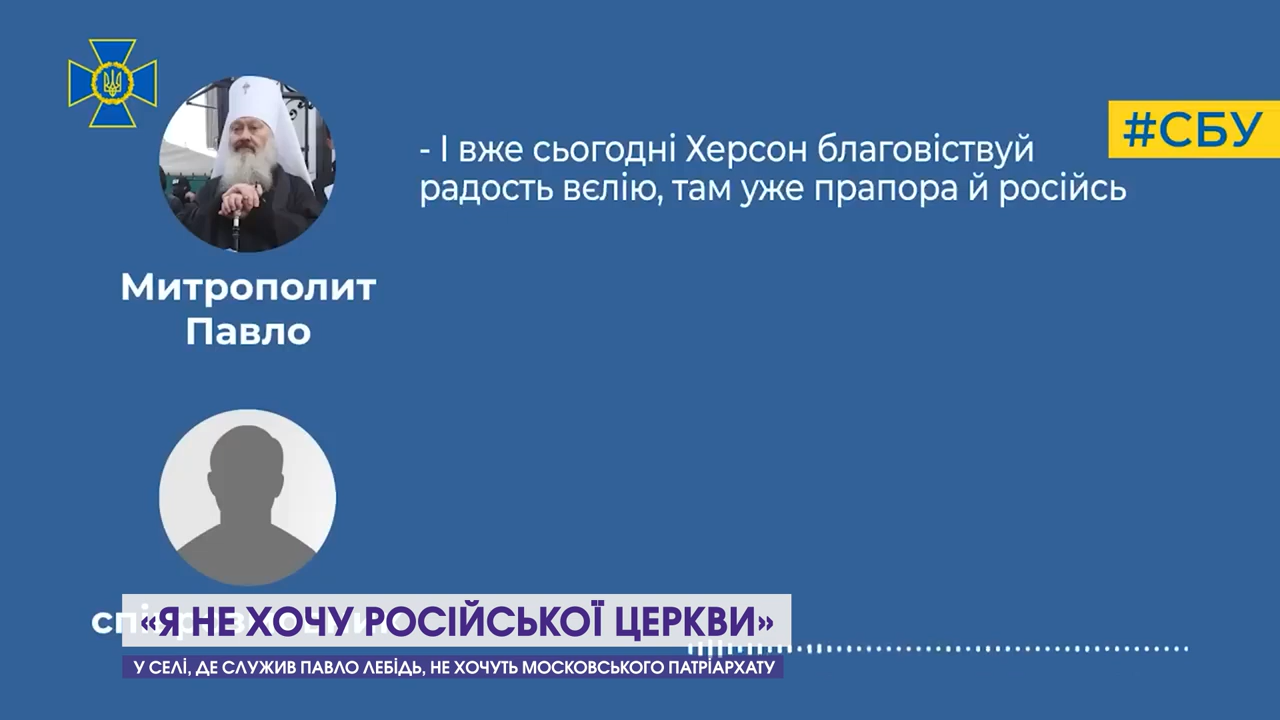 #СБУ
- І вже сьогодні Херсон благовіствуй
радость вєлію, там уже прапора й російсь
Митрополит
Павло
«Я НЕ ХОЧУ РОСІЙСЬКОЇ ЦЕРКВИ»
У СЕЛІ, ДЕ СЛУЖИВ ПАВЛО ЛЕБІДЬ, НЕ ХОЧУТЬ МОСКОВСЬКОГО ПАТРІАРХАТУ